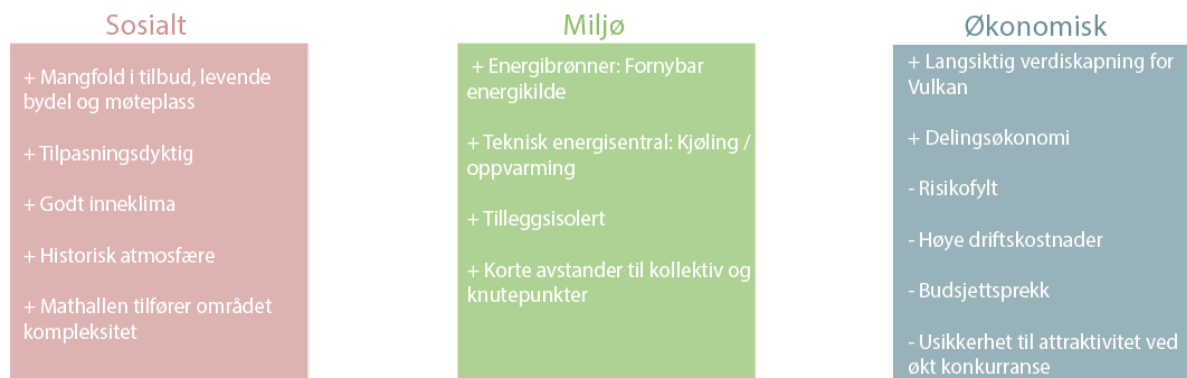 Sosialt
+ Mangfold i tilbud, levende
bydel og møteplass
+ Tilpasningsdyktig
+ Godt inneklima
+ Historisk atmosfære
+ Mathallen tilfører området
kompleksitet
Miljø
+ Energibrønner: Fornybar
energikilde
+ Teknisk energisentral: Kjøling /
oppvarming
+ Tilleggsisolert
+ Korte avstander til kollektiv og
knutepunkter
Økonomisk
+ Langsiktig verdiskapning for
Vulkan
+ Delingsøkonomi
- Risikofylt
- Høye driftskostnader
- Budsjettsprekk
- Usikkerhet til attraktivitet ved
økt konkurranse